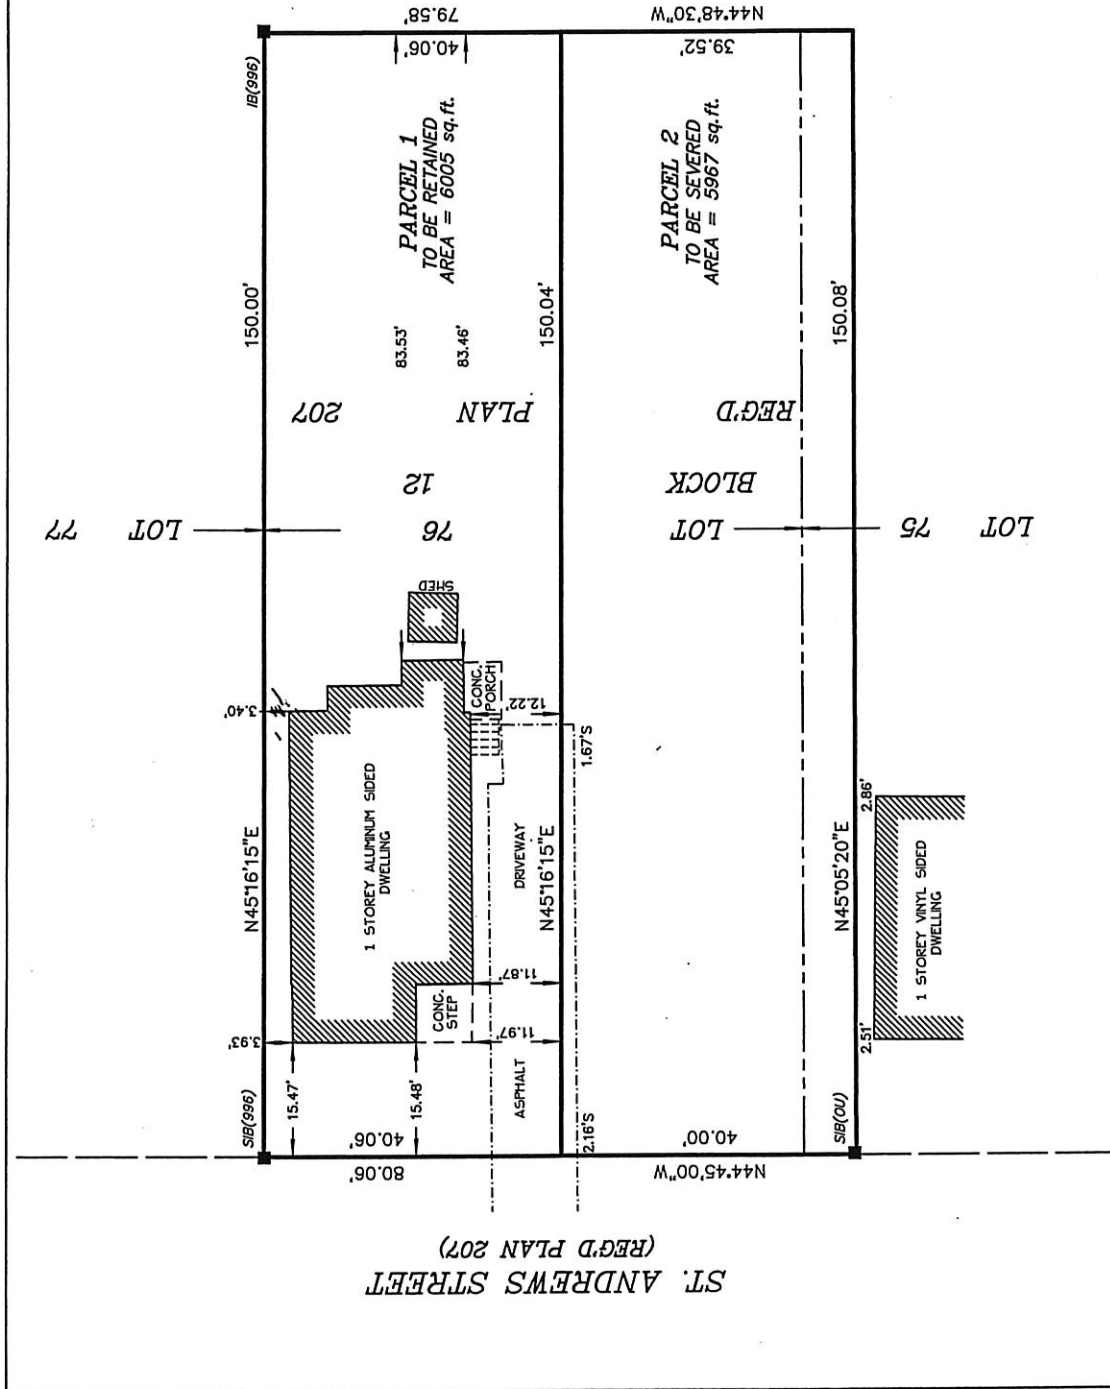 79.58'
N44°48'30"W
40.06'
39.52'
IB(996)
PARCEL 1
TO BE RETAINED
AREA = 6005 sq.ft.
PARCEL 2
TO BE SEVERED
AREA = 5967 sq.ft.
150.00'
150.04'
150.08'
83.53'
83.46'
REG'D PLAN 207
BLOCK 12
LOT 77
LOT 76
LOT 75
SHED
CONC.
PORCH
3.40'
12.22'
1.67'S
1 STOREY ALUMINUM SIDED
DWELLING
DRIVEWAY
N45°16'15"E
N45°16'15"E
N45°05'20"E
2.86'
1 STOREY VINYL SIDED
DWELLING
2.51'
11.87'
CONC.
STEP
11.97'
3.93'
15.47'
15.48'
ASPHALT
2.16'S
SIB(996)
SIB(OU)
40.06'
40.00'
80.06'
N44°45'00"W
ST. ANDREWS STREET
(REG'D PLAN 207)
LOT